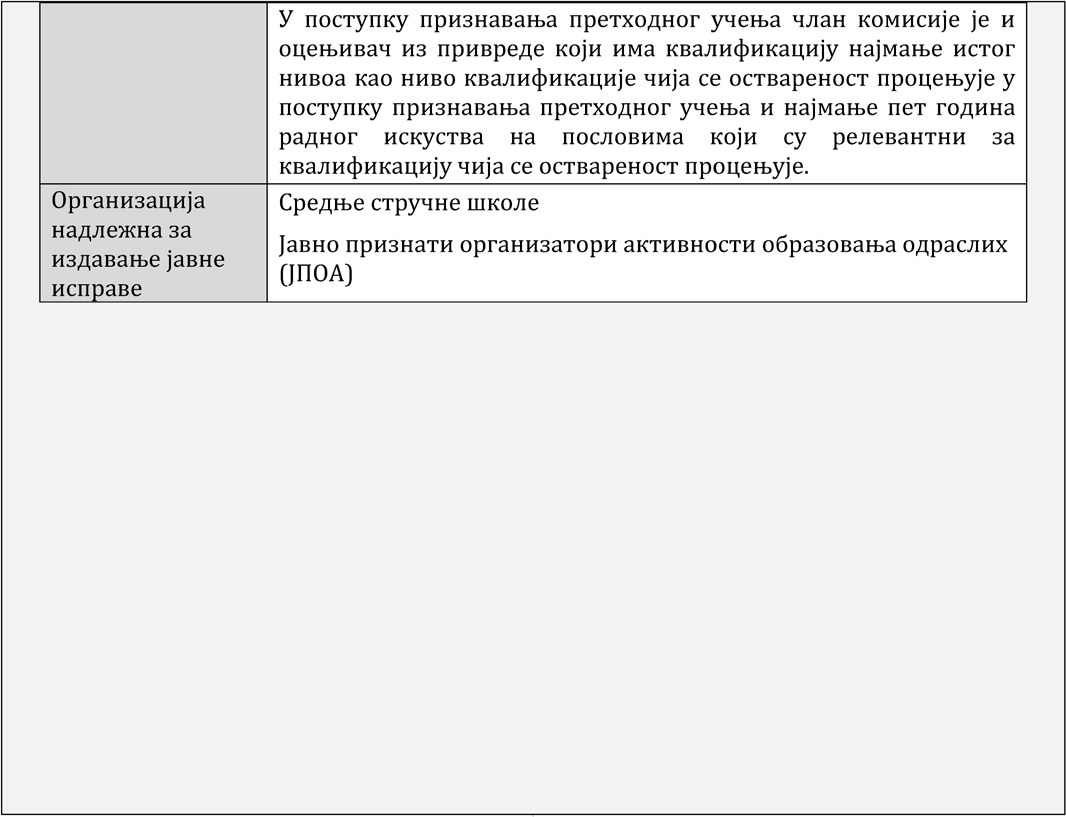 У поступку признавања претходног учења члан комисије је и
оцењивач из привреде који има квалификацију најмање истог
нивоа као ниво квалификације чија се оствареност процењује у
поступку признавања претходног учења и најмање пет година
радног искуства на пословима који су релевантни за
квалификацију чија се оствареност процењује.
Организација
надлежна за
издавање јавне
исправе
Средње стручне школе
Јавно признати организатори активности образовања одраслих
(ЈПОА)